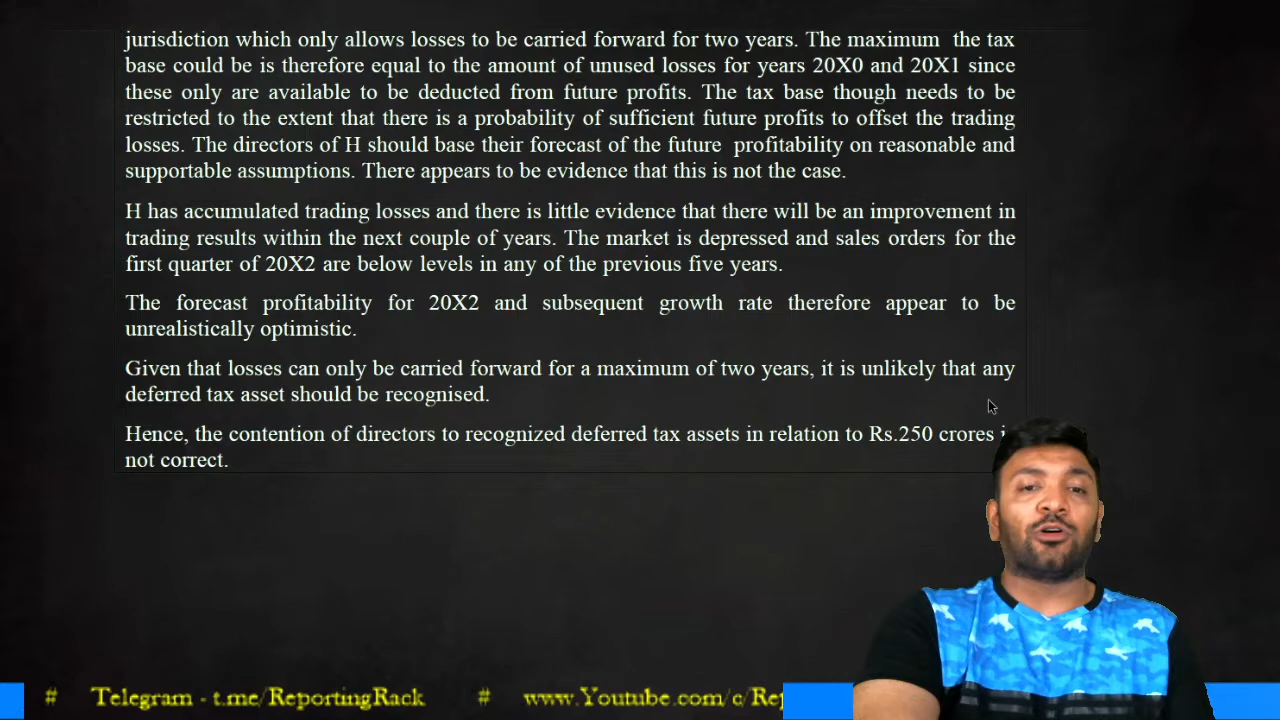 jurisdiction which only allows losses to be carried forward for two years. The maximum the tax
base could be is therefore equal to the amount of unused losses for years 20X0 and 20X1 since
these only are available to be deducted from future profits. The tax base though needs to be
restricted to the extent that there is a probability of sufficient future profits to offset the trading
losses. The directors of H should base their forecast of the future profitability on reasonable and
supportable assumptions. There appears to be evidence that this is not the case.
H has accumulated trading losses and there is little evidence that there will be an improvement in
trading results within the next couple of years. The market is depressed and sales orders for the
first quarter of 20X2 are below levels in any of the previous five years.
The forecast profitability for 20X2 and subsequent growth rate therefore appear to be
unrealistically optimistic.
Given that losses can only be carried forward for a maximum of two years, it is unlikely that any
deferred tax asset should be recognised.
Hence, the contention of directors to recognized deferred tax assets in relation to Rs.250 crores
not correct.
# Telegram - t.me/ReportingRack # www.Youtube.com/c/Rep